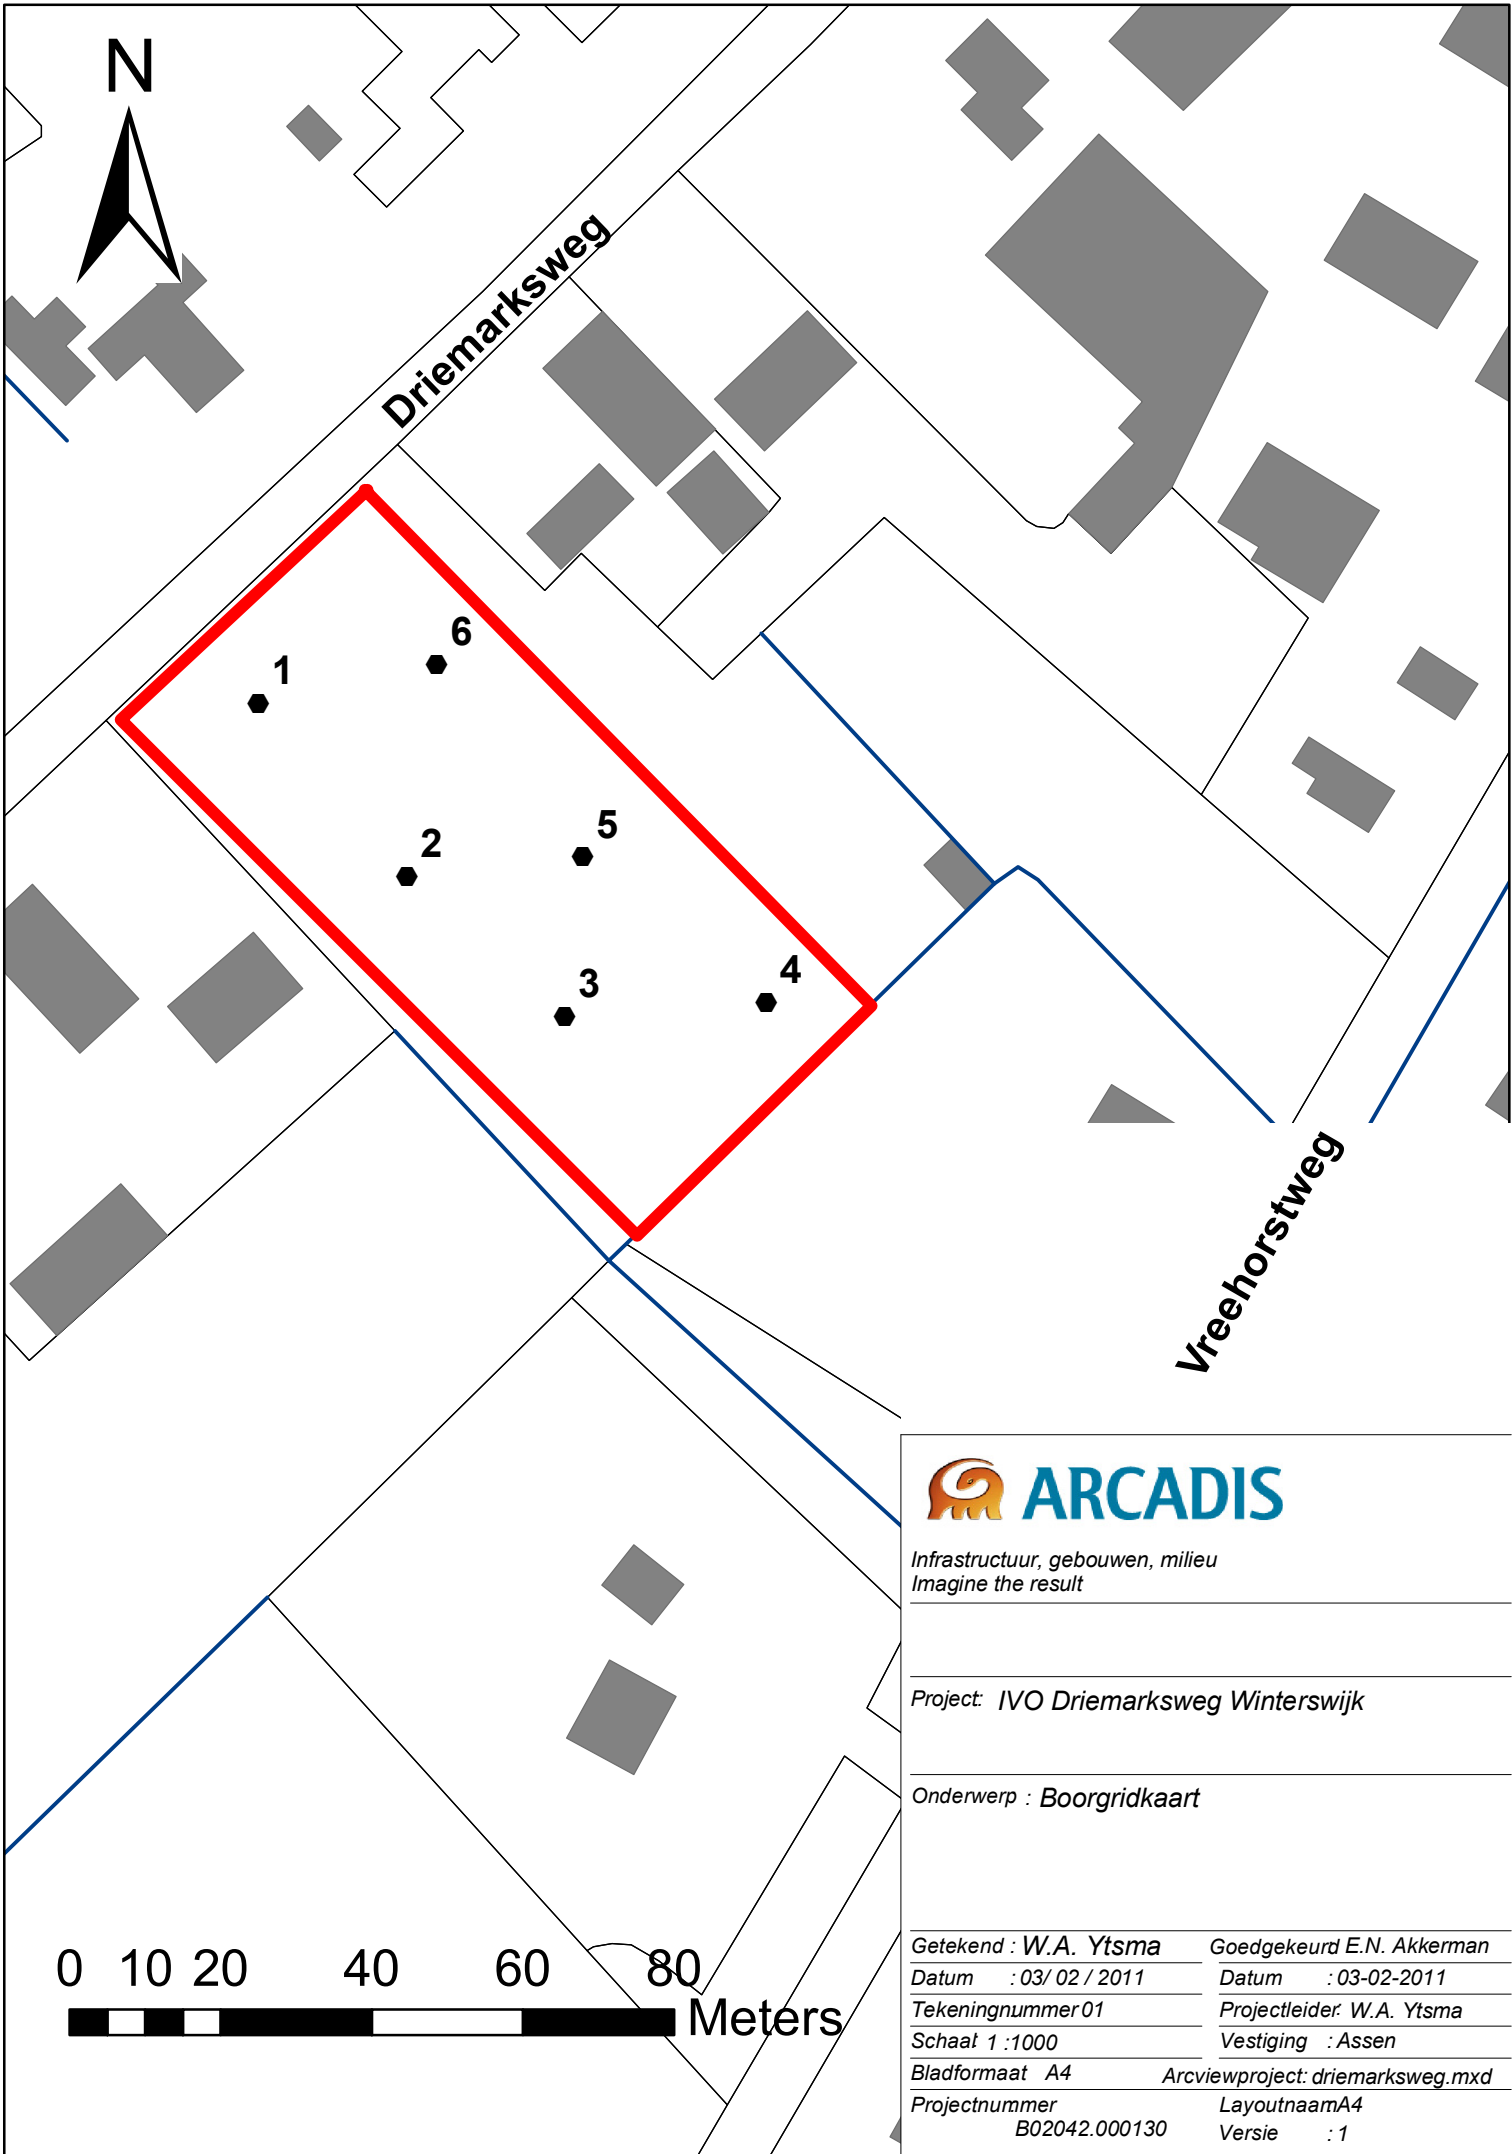 N
Driemarksweg
6
1
5
2
4
3
Vreehorstweg
ARCADIS
Infrastructuur, gebouwen, milieu
Imagine the result
Project: IVO Driemarksweg Winterswijk
Onderwerp : Boorgridkaart
Getekend : W.A. Ytsma Goedgekeurd E.N. Akkerman
Datum : 03/ 02 / 2011 Datum : 03-02-2011
Tekeningnummer 01 Projectleider: W.A. Ytsma
Schaal: 1 :1000 Vestiging : Assen
Bladformaat A4 Arcviewproject: driemarksweg.mxd
Projectnummer LayoutnaamA4
B02042.000130 Versie : 1
0 10 20 40 60 80
Meters